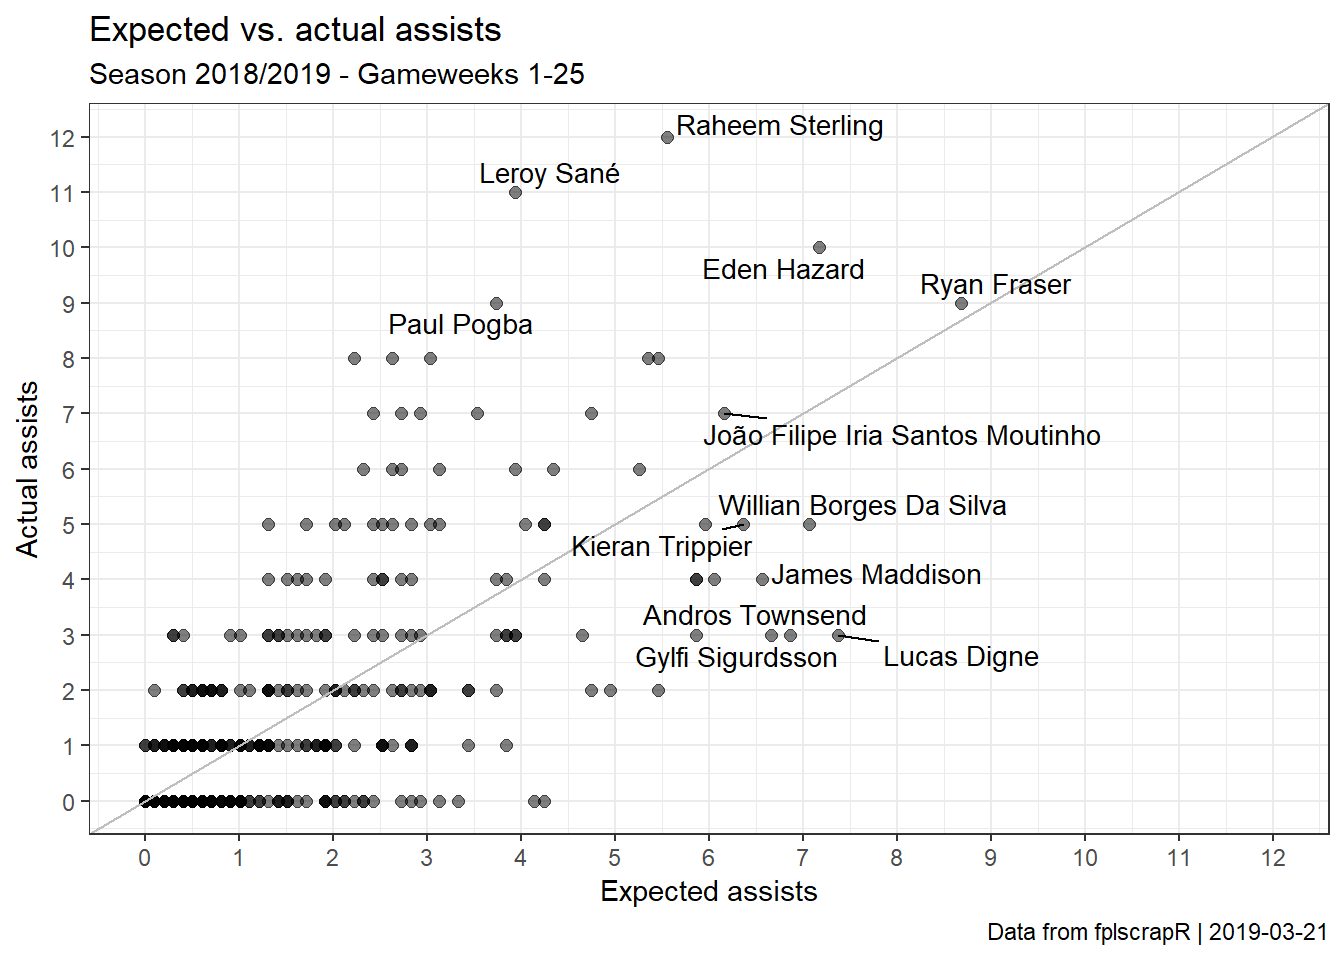 Expected vs. actual assists
Season 2018/2019 - Gameweeks 1-25
Raheem Sterling
Leroy Sané
Eden Hazard
Ryan Fraser
Paul Pogba
João Filipe Iria Santos Moutinho
Willian Borges Da Silva
Kieran Trippier
James Maddison
Andros Townsend
Gylfi Sigurdsson
Lucas Digne
Actual assists
12
11
10
9
8
7
6
5
4
3
2
1
0
0 1 2 3 4 5 6 7 8 9 10 11 12
Expected assists
Data from fplscrapR | 2019-03-21